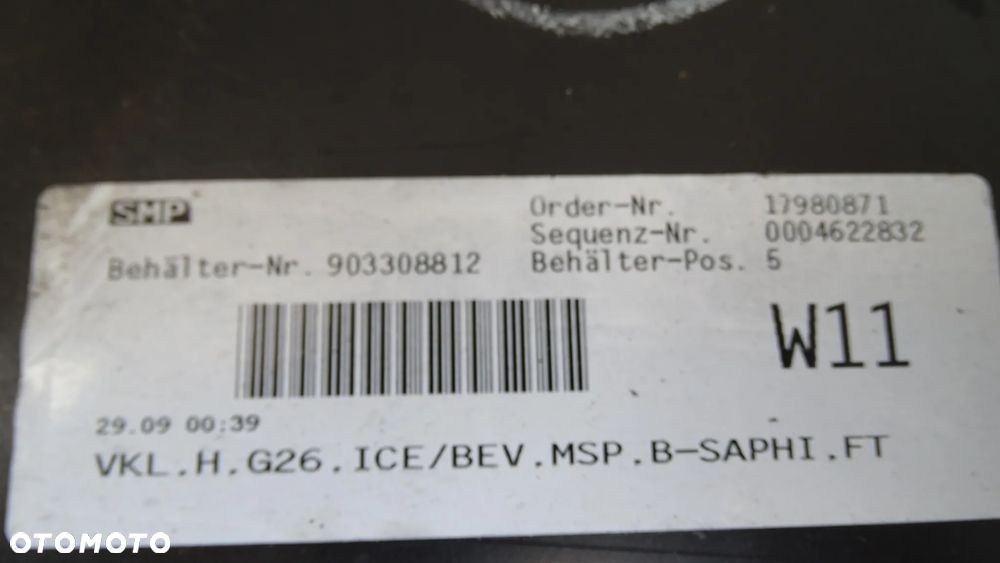 SMP
Order-Nr. 17980871
Sequenz-Nr. 0004622832
Behälter-Nr. 903308812 Behälter-Pos. 5
W11
29.09 00:39
VKL.H.G26.ICE/BEV.MSP.B-SAPHI.FT
OTOMOTO